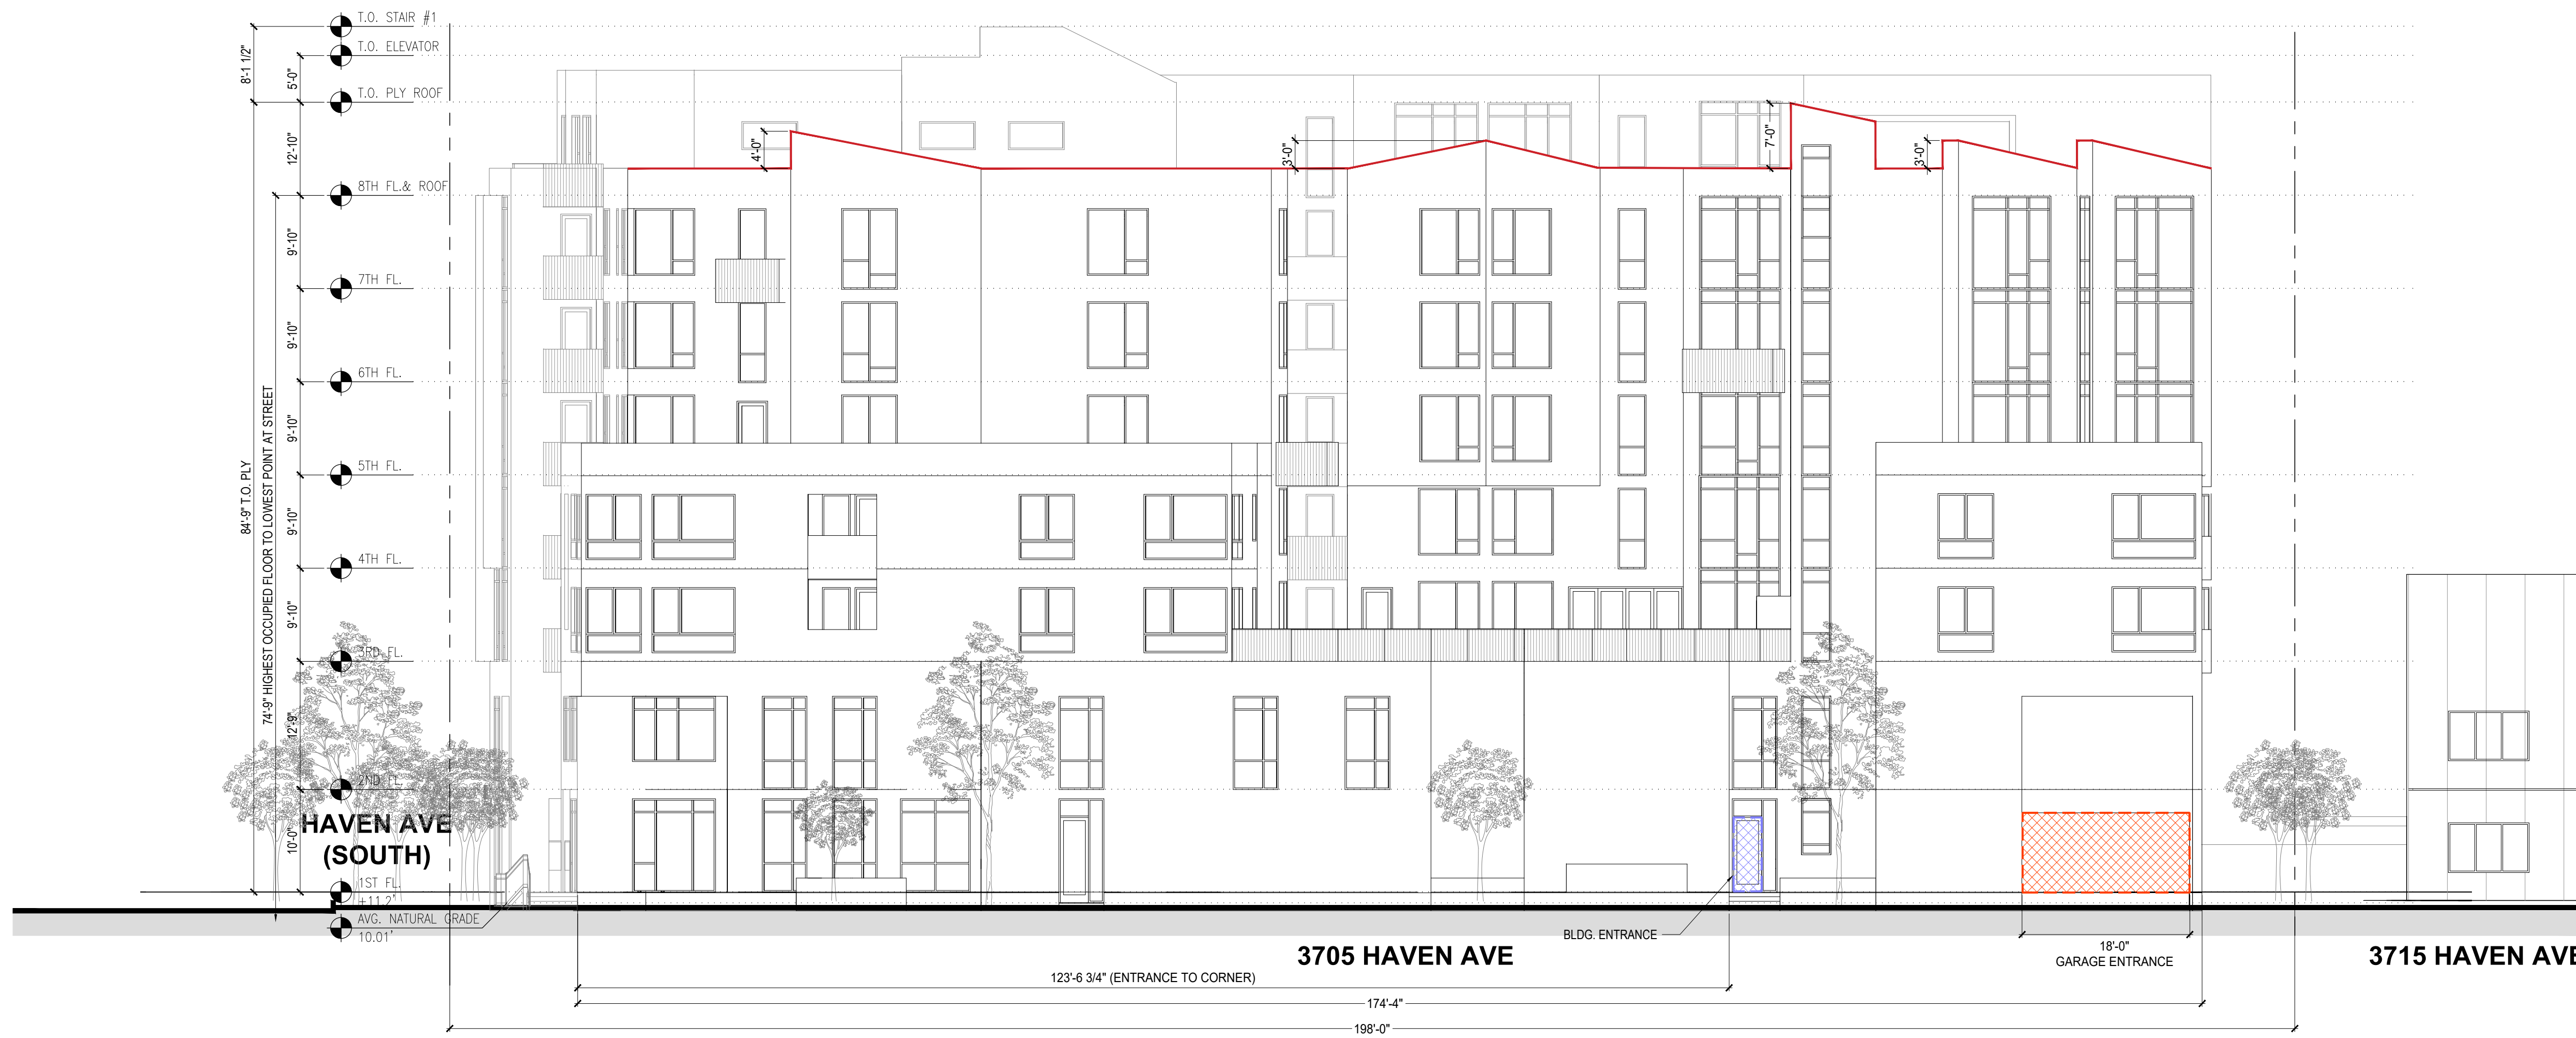 T.O. STAIR #1
T.O. ELEVATOR
T.O. PLY ROOF
8TH FL.& ROOF
7TH FL.
6TH FL.
5TH FL.
4TH FL.
3RD FL.
2ND FL.
1ST FL.
+11.2'
AVG. NATURAL GRADE
10.01'
8'-1 1/2"
5'-0"
12'-10"
9'-10"
9'-10"
9'-10"
9'-10"
9'-10"
12'-9"
10'-0"
84'-9" T.O. PLY
74'-9" HIGHEST OCCUPIED FLOOR TO LOWEST POINT AT STREET
4'-0"
3'-0"
7'-0"
3'-0"
HAVEN AVE
(SOUTH)
BLDG. ENTRANCE
3705 HAVEN AVE
18'-0"
GARAGE ENTRANCE
3715 HAVEN AVE
123'-6 3/4" (ENTRANCE TO CORNER)
174'-4"
198'-0"